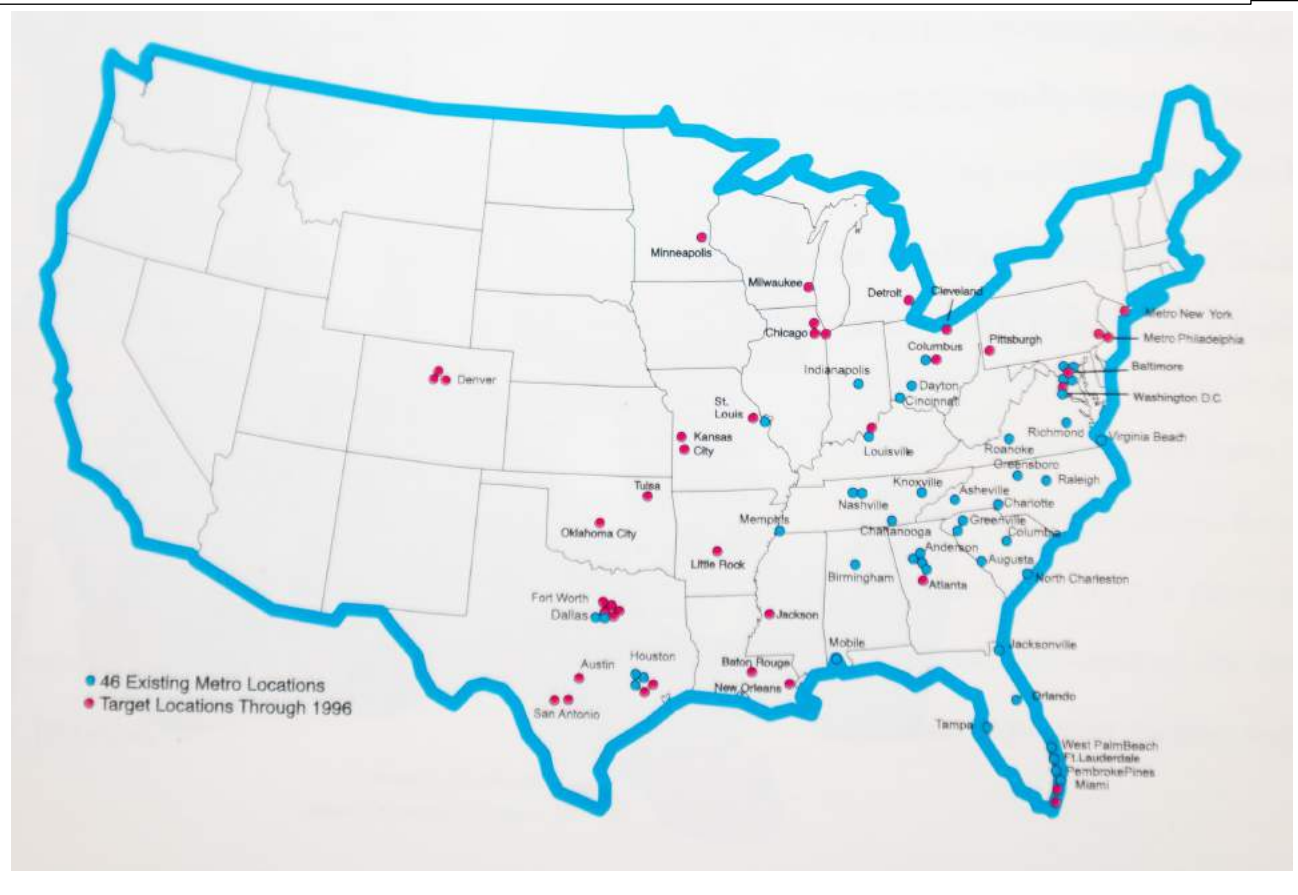 Minneapolis
Milwaukee
Detroit
Cleveland
Metro New York
Chicago
Columbus
Pittsburgh
Metro Philadelphia
Indianapolis
Baltimore
Denver
Dayton
Cincinnati
Washington D.C.
St.
Louis
Kansas
City
Louisville
Richmond
Virginia Beach
Roanoke
Greensboro
Tulsa
Knoxville
Raleigh
Nashville
Asheville
Charlotte
Oklahoma City
Memphis
Chattanooga
Greenville
Columbia
Little Rock
Anderson
Birmingham
Augusta
Atlanta
North Charleston
Fort Worth
Dallas
Jackson
Mobile
Jacksonville
Houston
Austin
Baton Rouge
New Orleans
San Antonio
46 Existing Metro Locations
Target Locations Through 1996
Orlando
Tampa
West PalmBeach
Ft.Lauderdale
PembrokePines
Miami